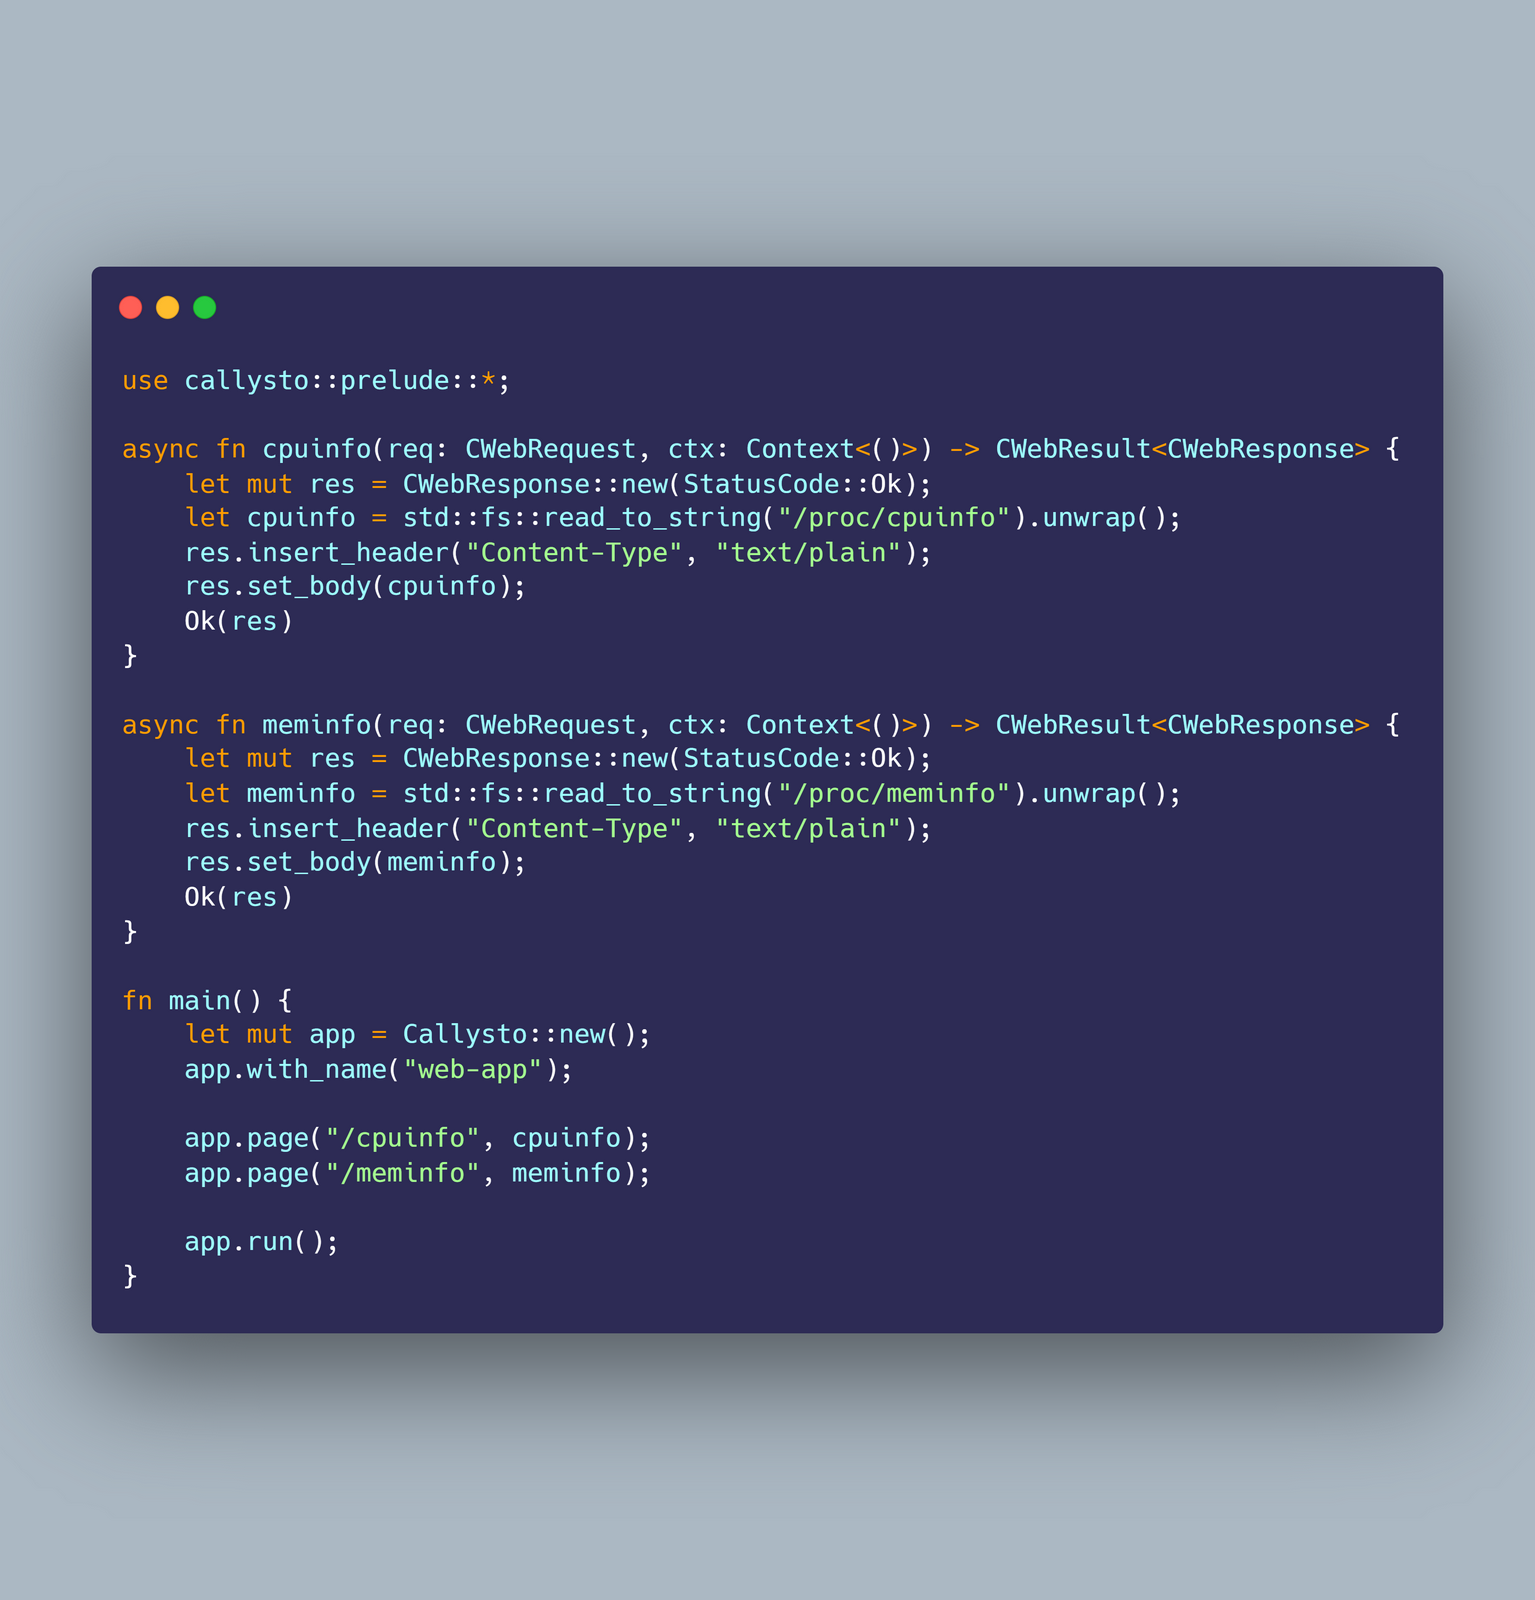 use callysto::prelude::*;

async fn cpuinfo(req: CWebRequest, ctx: Context<()>) -> CWebResult<CWebResponse> {
    let mut res = CWebResponse::new(StatusCode::Ok);
    let cpuinfo = std::fs::read_to_string("/proc/cpuinfo").unwrap();
    res.insert_header("Content-Type", "text/plain");
    res.set_body(cpuinfo);
    Ok(res)
}

async fn meminfo(req: CWebRequest, ctx: Context<()>) -> CWebResult<CWebResponse> {
    let mut res = CWebResponse::new(StatusCode::Ok);
    let meminfo = std::fs::read_to_string("/proc/meminfo").unwrap();
    res.insert_header("Content-Type", "text/plain");
    res.set_body(meminfo);
    Ok(res)
}

fn main() {
    let mut app = Callysto::new();
    app.with_name("web-app");

    app.page("/cpuinfo", cpuinfo);
    app.page("/meminfo", meminfo);

    app.run();
}